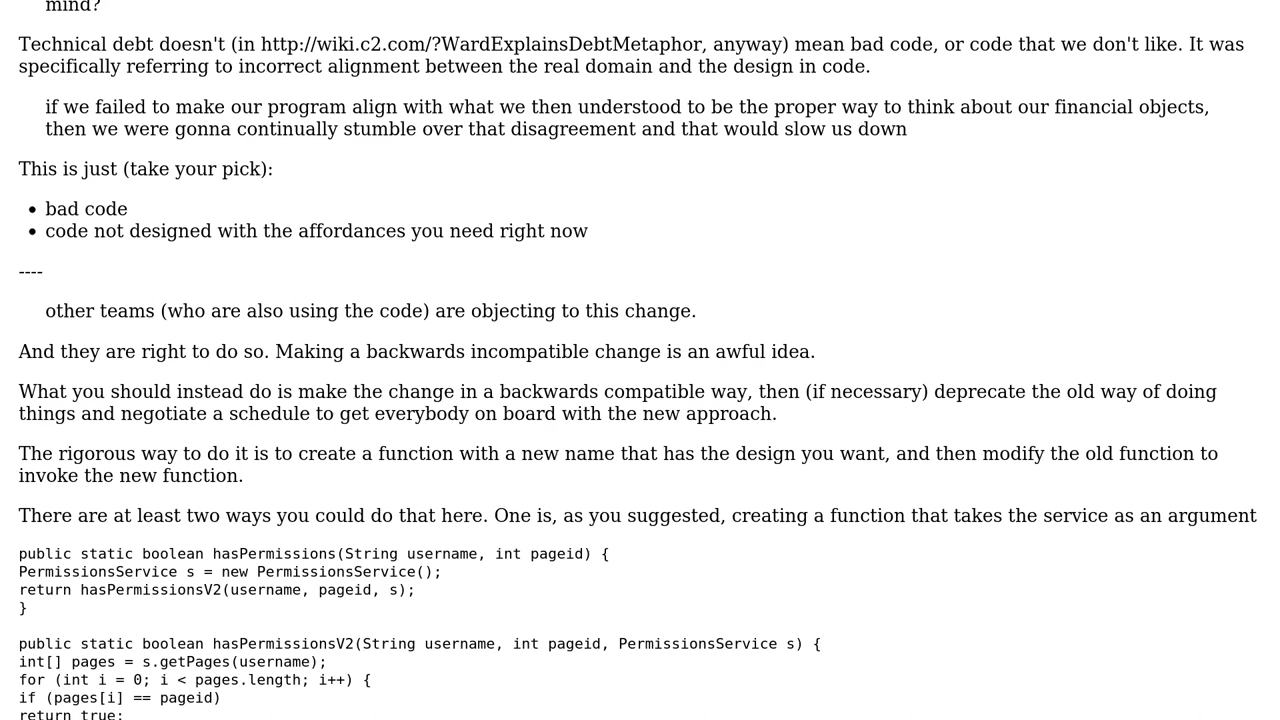 mind?
Technical debt doesn't (in http://wiki.c2.com/?WardExplainsDebtMetaphor, anyway) mean bad code, or code that we don't like. It was
specifically referring to incorrect alignment between the real domain and the design in code.
if we failed to make our program align with what we then understood to be the proper way to think about our financial objects,
then we were gonna continually stumble over that disagreement and that would slow us down
This is just (take your pick):
• bad code
• code not designed with the affordances you need right now
----
other teams (who are also using the code) are objecting to this change.
And they are right to do so. Making a backwards incompatible change is an awful idea.
What you should instead do is make the change in a backwards compatible way, then (if necessary) deprecate the old way of doing
things and negotiate a schedule to get everybody on board with the new approach.
The rigorous way to do it is to create a function with a new name that has the design you want, and then modify the old function to
invoke the new function.
There are at least two ways you could do that here. One is, as you suggested, creating a function that takes the service as an argument
public static boolean hasPermissions(String username, int pageid) {
PermissionsService s = new PermissionsService();
return hasPermissionsV2(username, pageid, s);
}
public static boolean hasPermissionsV2(String username, int pageid, PermissionsService s) {
int[] pages = s.getPages(username);
for (int i = 0; i < pages.length; i++) {
if (pages[i] == pageid)
return true;